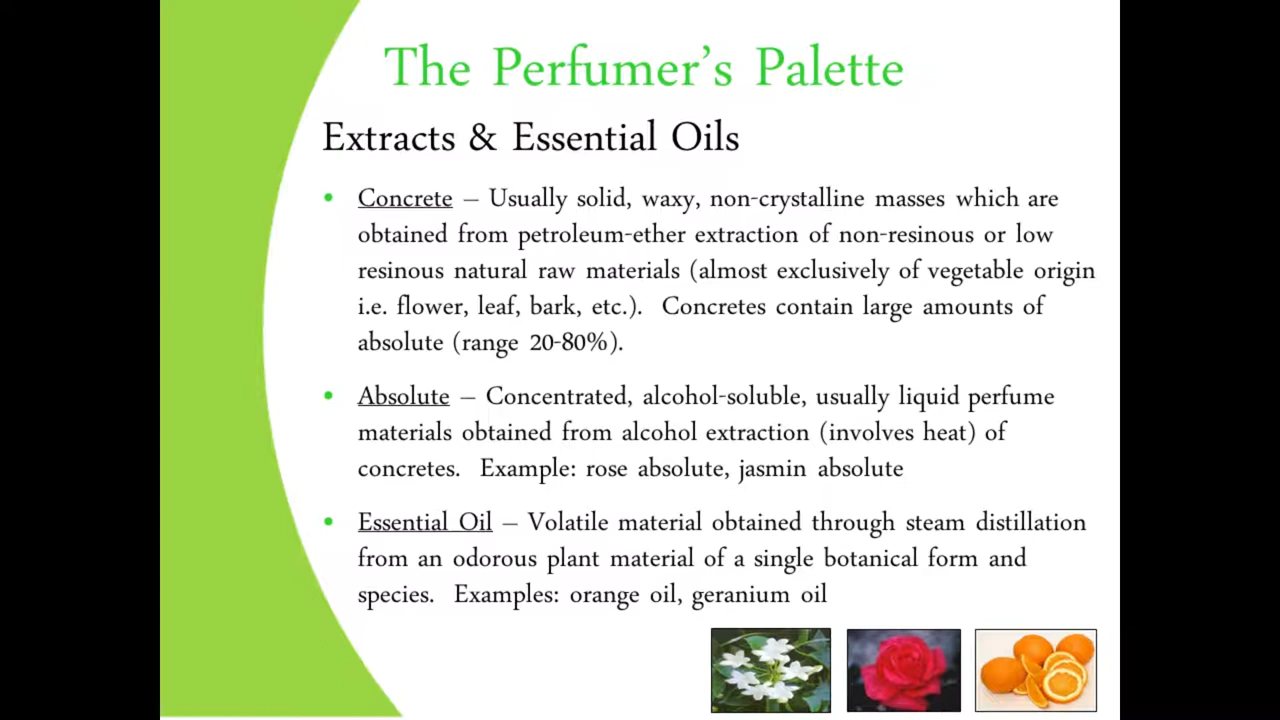 The Perfumer’s Palette
Extracts & Essential Oils
• Concrete – Usually solid, waxy, non-crystalline masses which are
obtained from petroleum-ether extraction of non-resinous or low
resinous natural raw materials (almost exclusively of vegetable origin
i.e. flower, leaf, bark, etc.).  Concretes contain large amounts of
absolute (range 20-80%).
• Absolute – Concentrated, alcohol-soluble, usually liquid perfume
materials obtained from alcohol extraction (involves heat) of
concretes.  Example: rose absolute, jasmin absolute
• Essential Oil – Volatile material obtained through steam distillation
from an odorous plant material of a single botanical form and
species.  Examples: orange oil, geranium oil